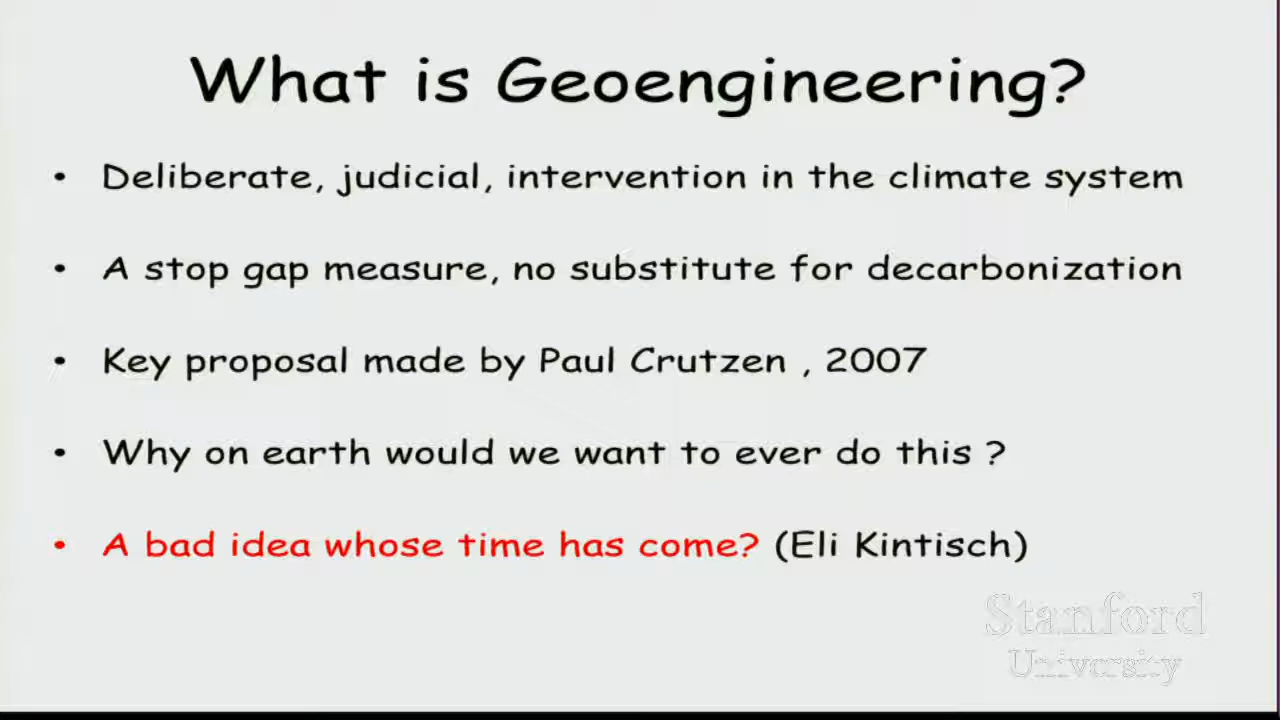 What is Geoengineering?
• Deliberate, judicial, intervention in the climate system
• A stop gap measure, no substitute for decarbonization
• Key proposal made by Paul Crutzen , 2007
• Why on earth would we want to ever do this ?
• A bad idea whose time has come? (Eli Kintisch)
Stanford
University